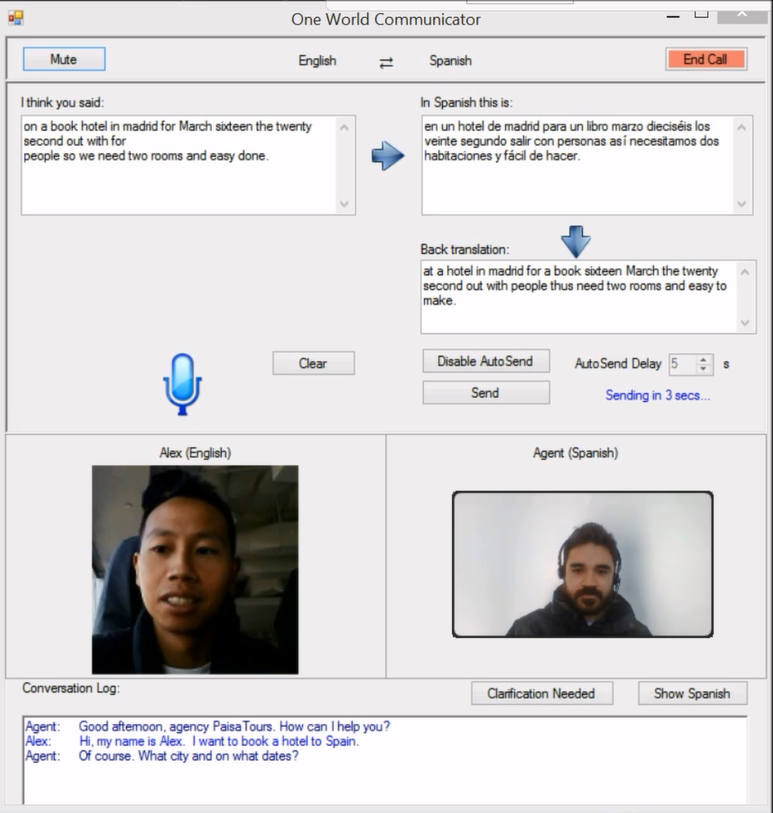 One World Communicator
Mute
English ⇄ Spanish
End Call
I think you said:
on a book hotel in madrid for March sixteen the twenty
second out with for
people so we need two rooms and easy done.
In Spanish this is:
en un hotel de madrid para un libro marzo dieciséis los
veinte segundo salir con personas así necesitamos dos
habitaciones y fácil de hacer.
Back translation:
at a hotel in madrid for a book sixteen March the twenty
second out with people thus need two rooms and easy to
make.
Clear
Disable AutoSend
AutoSend Delay 5 s
Send
Sending in 3 secs...
Alex (English)
Agent (Spanish)
Conversation Log:
Clarification Needed
Show Spanish
Agent: Good afternoon, agency PaisaTours. How can I help you?
Alex: Hi, my name is Alex. I want to book a hotel to Spain.
Agent: Of course. What city and on what dates?